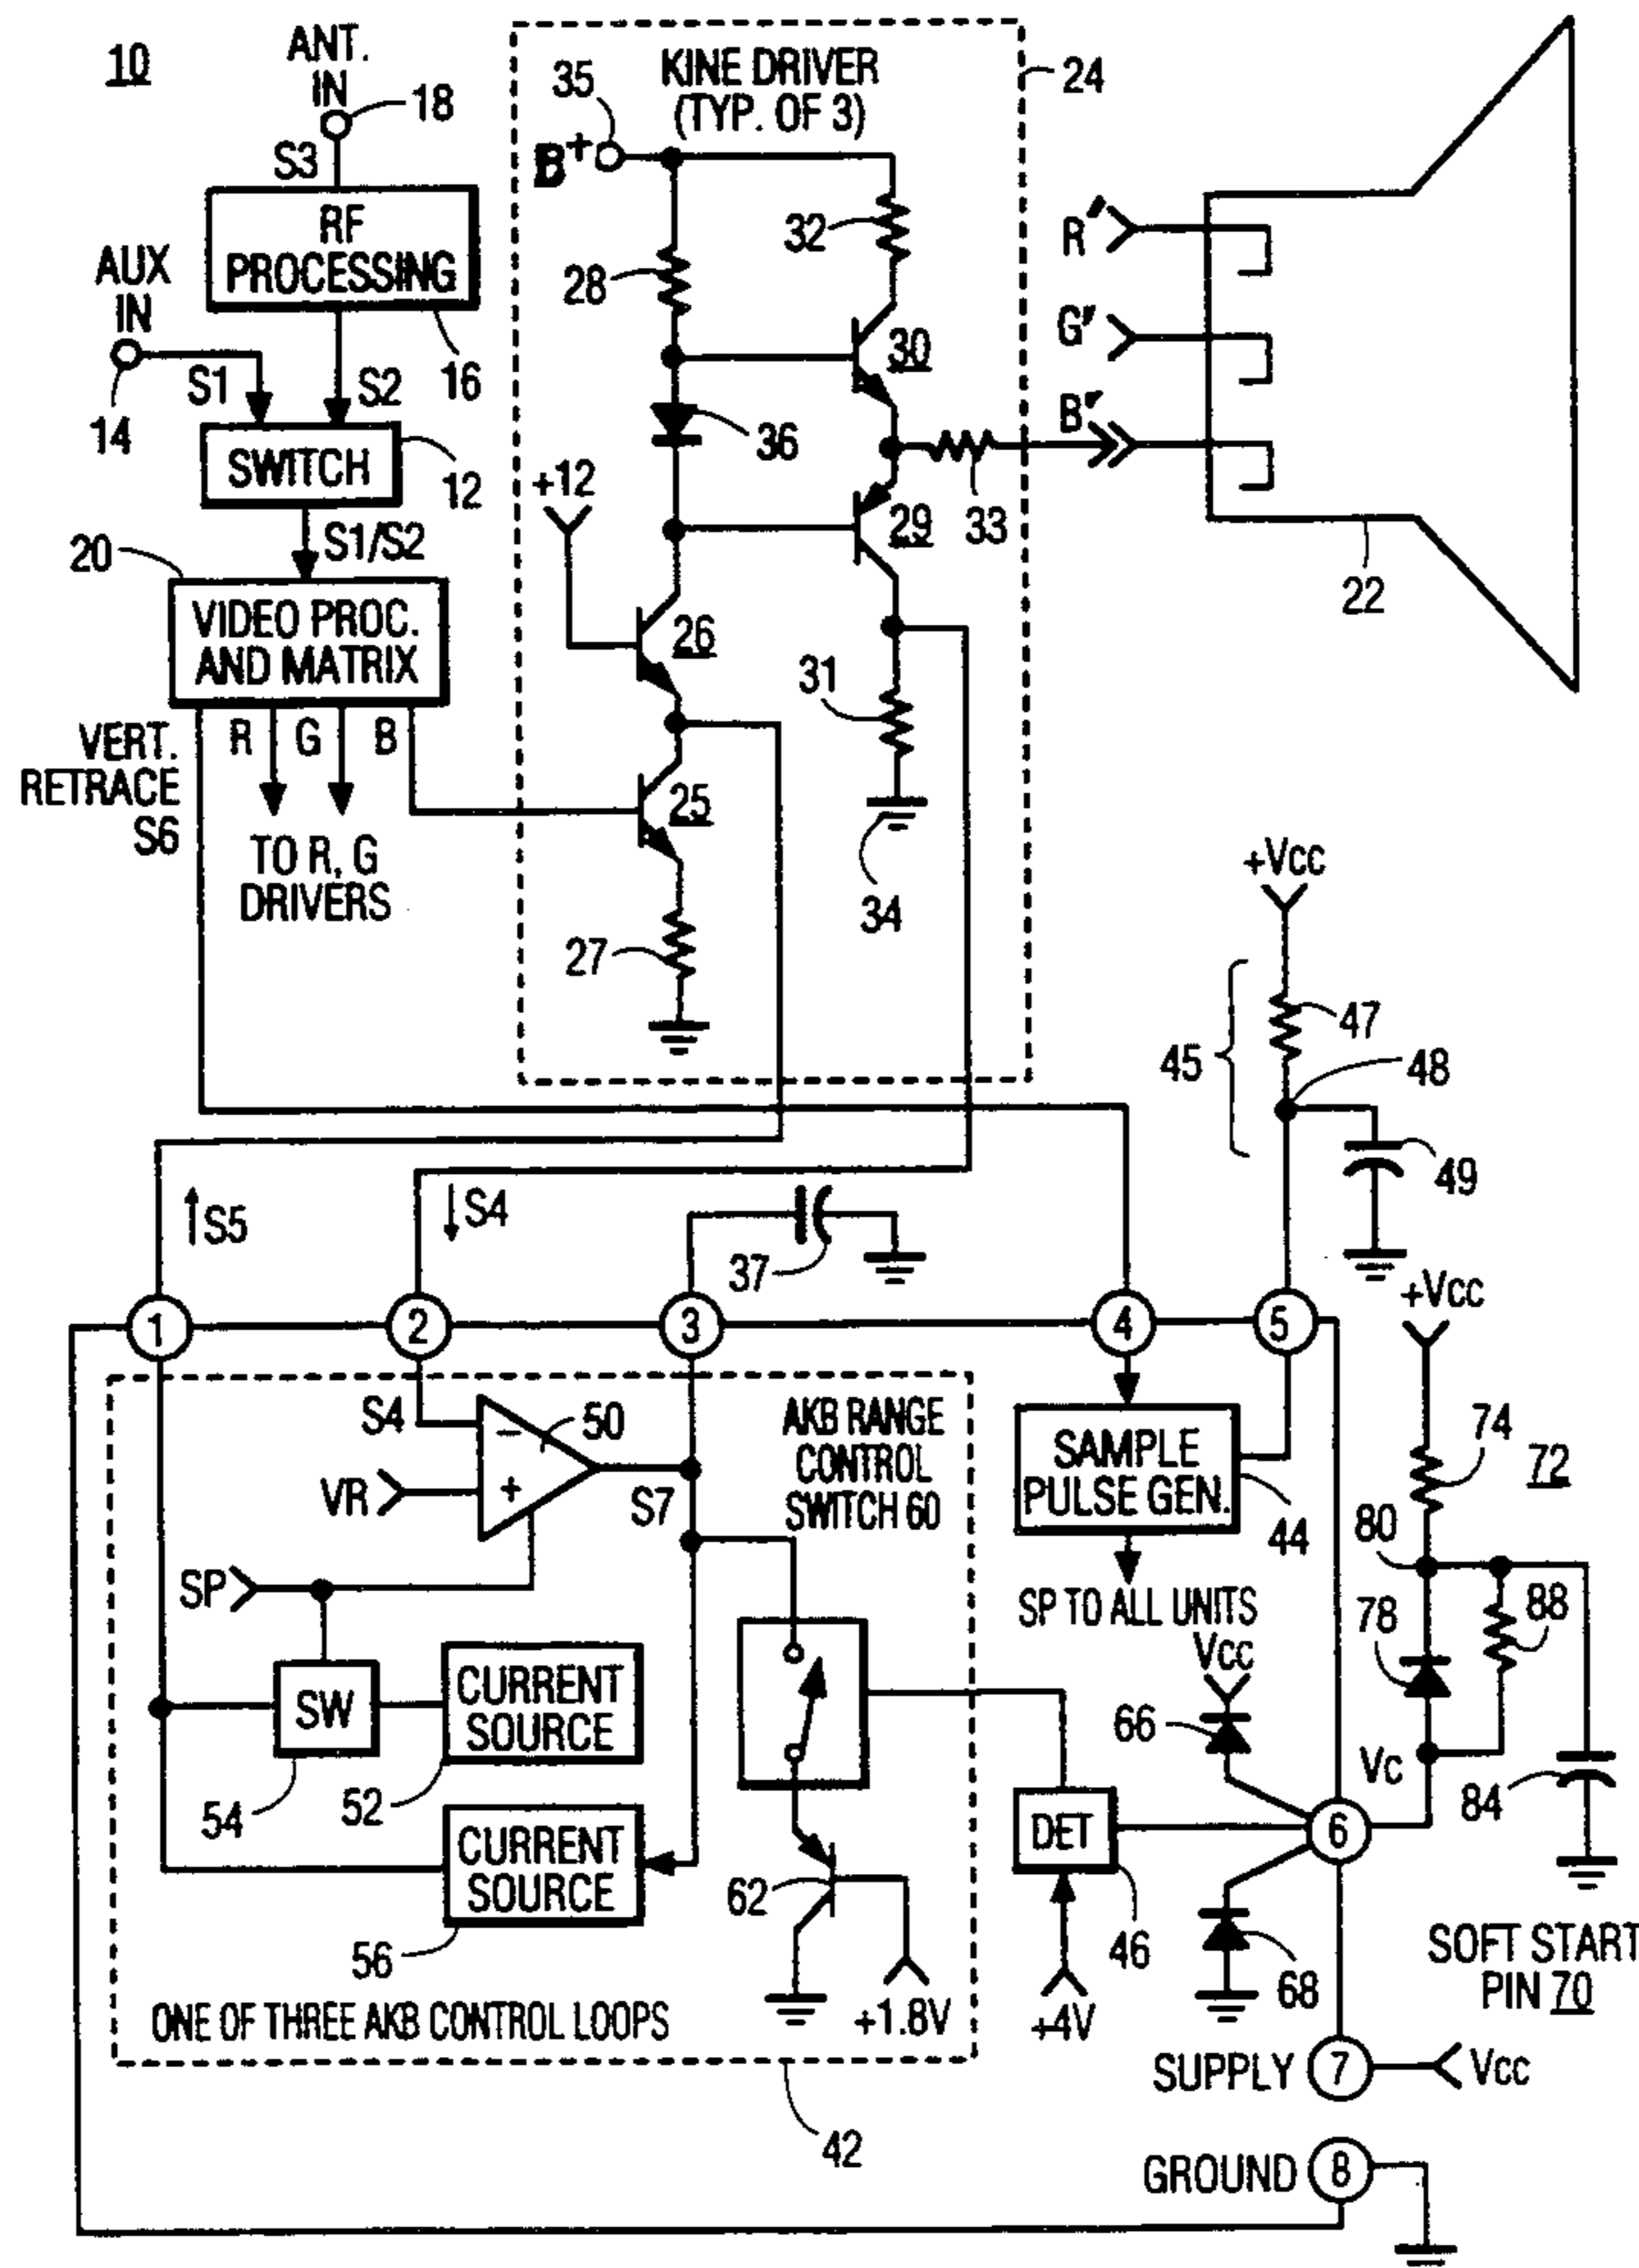 10
ANT.
IN
18
S3
RF
PROCESSING
16
AUX
IN
14
S1
S2
SWITCH
12
S1/S2
20
VIDEO PROC.
AND MATRIX
VERT.
RETRACE
S6
R
G
B
TO R, G
DRIVERS
KINE DRIVER
(TYP. OF 3)
24
35
B+
28
32
30
36
+12
26
29
33
31
25
27
34
R"
G"
B"
22
+Vcc
45
47
48
49
S5
S4
37
1
2
3
4
5
+Vcc
S4
50
VR
S7
AKB RANGE
CONTROL
SWITCH 60
SP
SW
54
CURRENT
SOURCE
52
CURRENT
SOURCE
56
62
+1.8V
ONE OF THREE AKB CONTROL LOOPS
42
SAMPLE
PULSE GEN.
44
SP TO ALL UNITS
Vcc
66
DET
46
+4V
68
6
74
72
80
78
88
Vc
84
SOFT START
PIN 70
SUPPLY
7
Vcc
GROUND
8